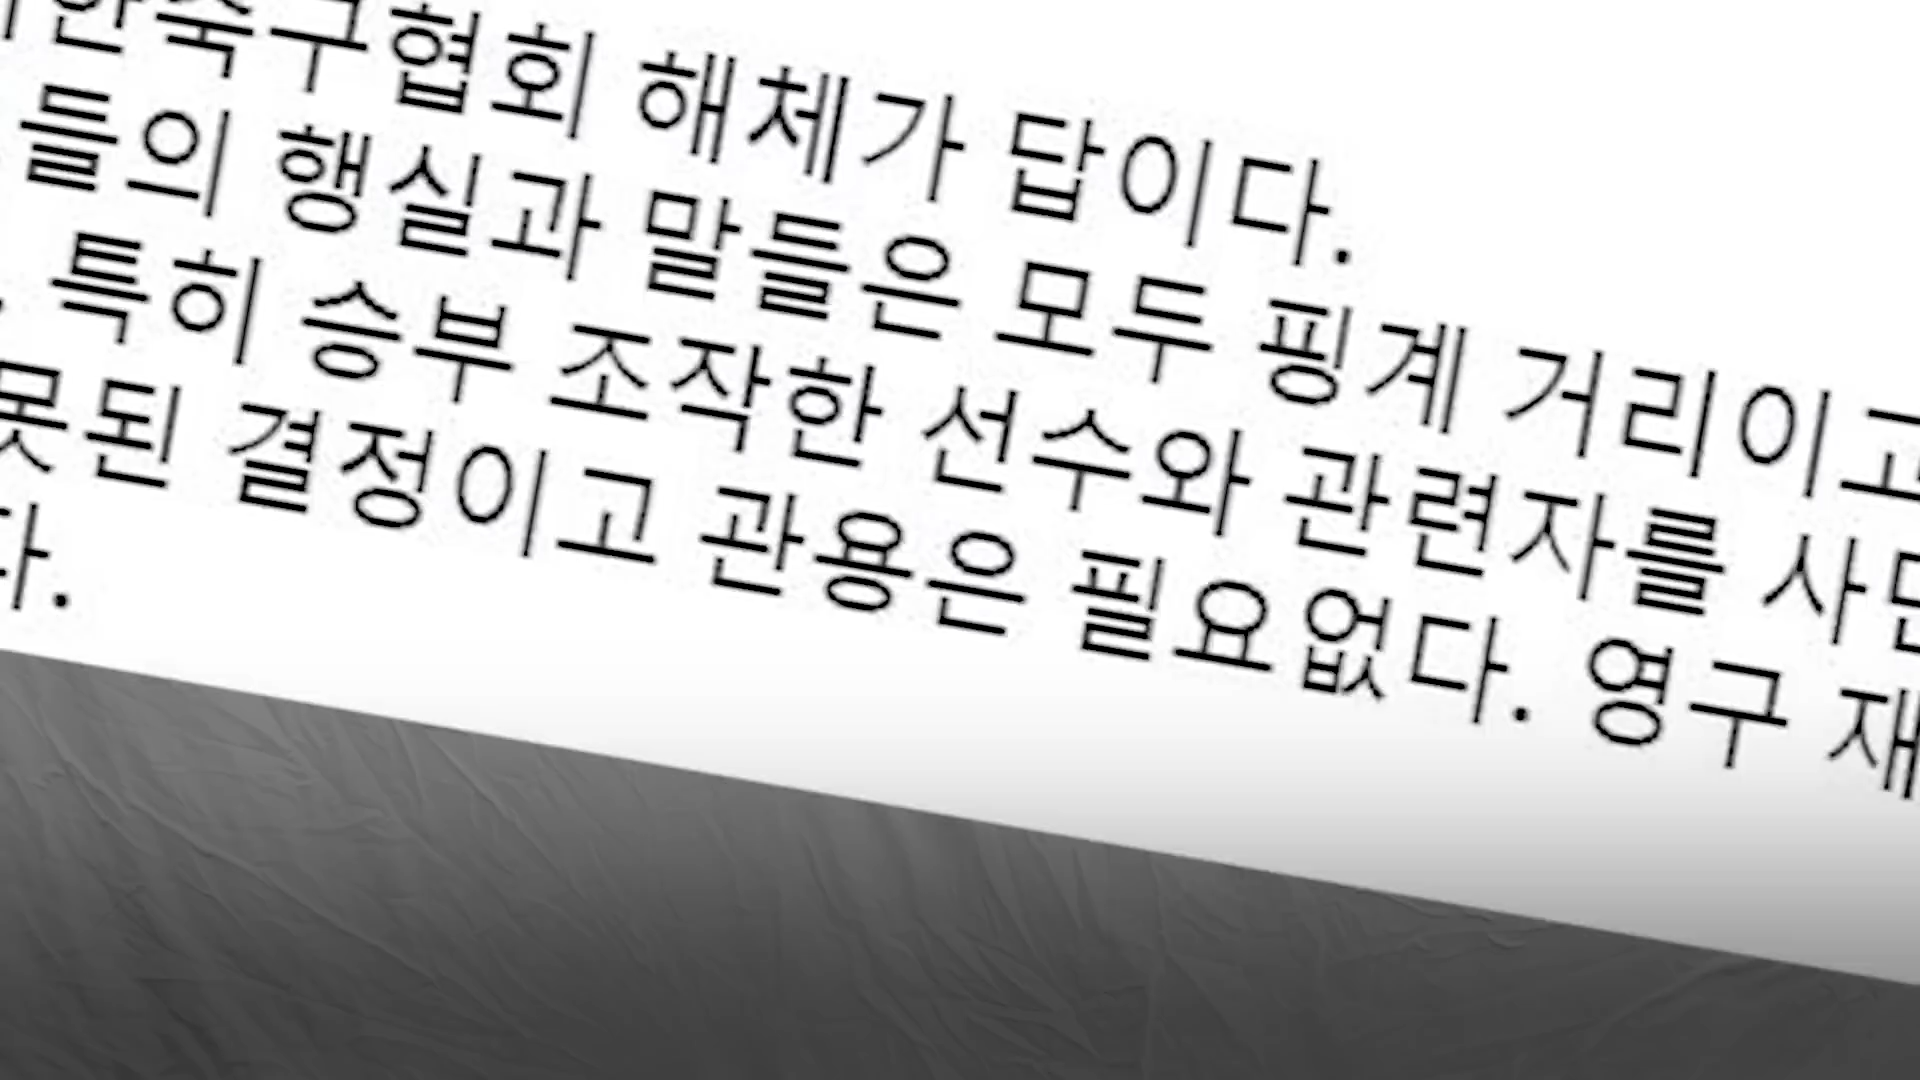 대한축구협회 해체가 답이다.
들의 행실과 말들은 모두 핑계 거리이고
. 특히 승부 조작한 선수와 관련자를 사면
못된 결정이고 관용은 필요없다. 영구 재
다.